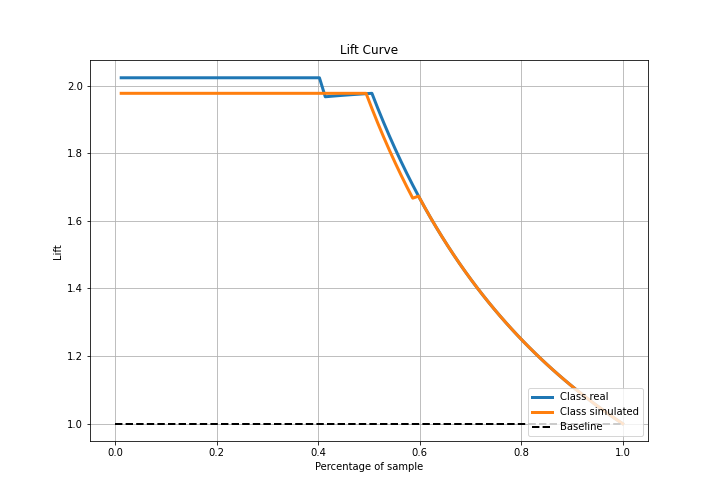 Lift Curve
Lift
2.0
1.8
1.6
1.4
1.2
1.0
0.0
0.2
0.4
0.6
0.8
1.0
Percentage of sample
Class real
Class simulated
Baseline